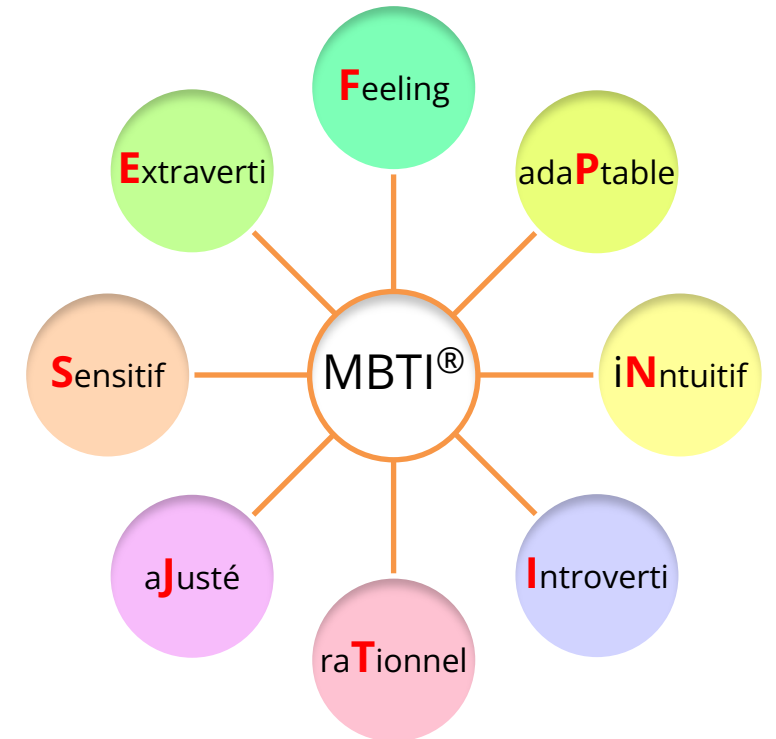 Feeling
Extraverti
adaPtable
Sensitif
MBTI®
iNntuitif
aJusté
Introverti
raTionnel